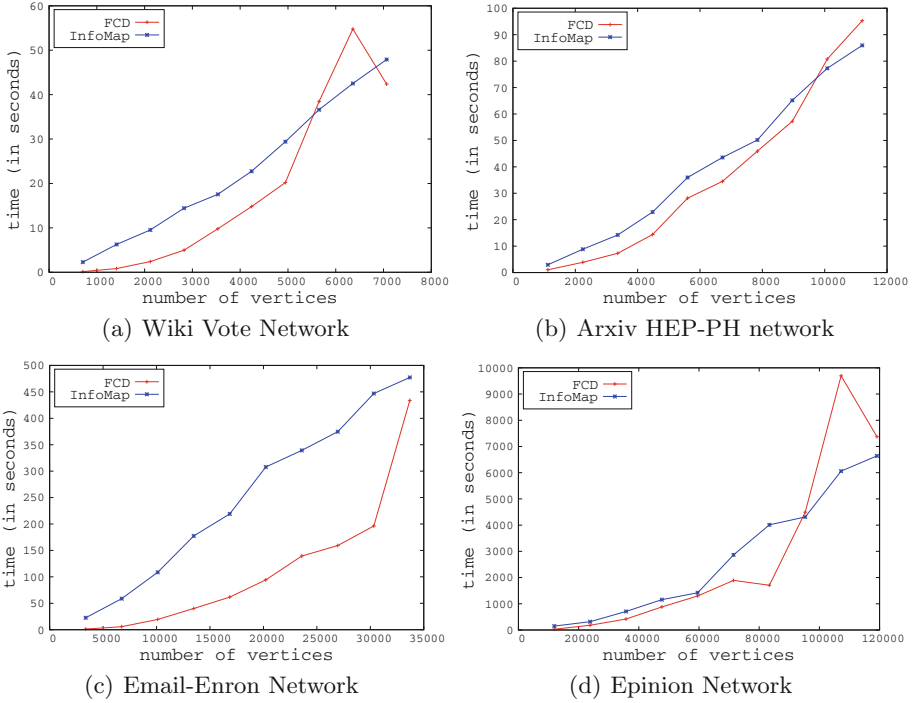 60
50
40
30
20
10
0
time (in seconds)
FCD
InfoMap
0 1000 2000 3000 4000 5000 6000 7000 8000
number of vertices
(a) Wiki Vote Network
100
90
80
70
60
50
40
30
20
10
0
time (in seconds)
FCD
InfoMap
0 2000 4000 6000 8000 10000 12000
number of vertices
(b) Arxiv HEP-PH network
500
450
400
350
300
250
200
150
100
50
0
time (in seconds)
FCD
InfoMap
0 5000 10000 15000 20000 25000 30000 35000
number of vertices
(c) Email-Enron Network
10000
9000
8000
7000
6000
5000
4000
3000
2000
1000
0
time (in seconds)
FCD
InfoMap
0 20000 40000 60000 80000 100000 120000
number of vertices
(d) Epinion Network